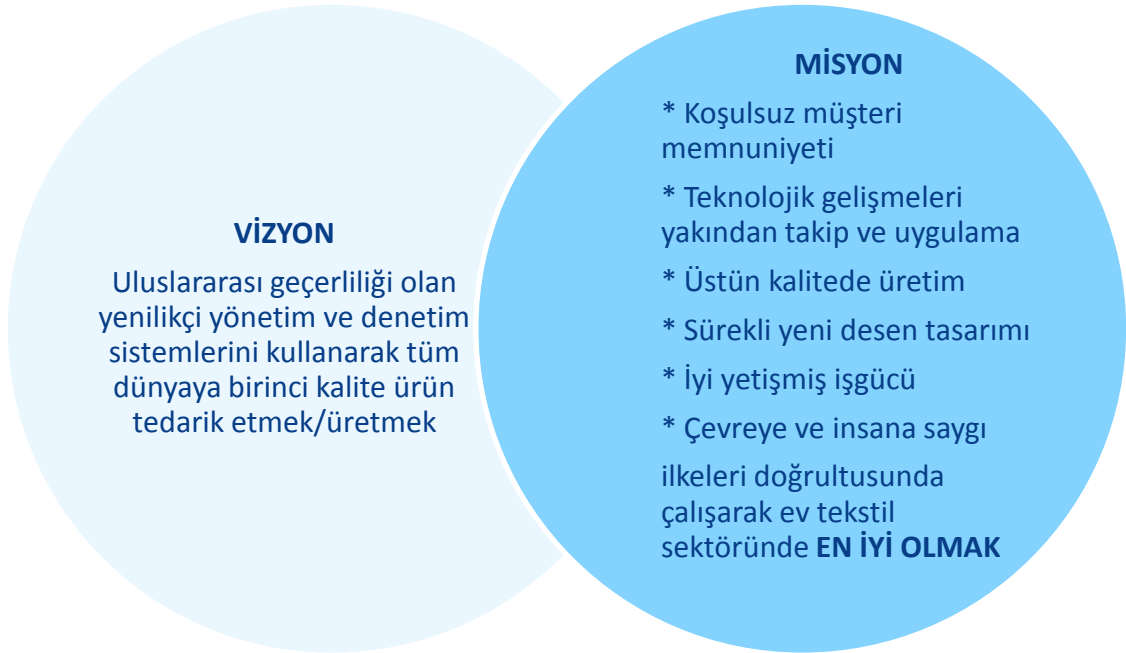 VİZYON
Uluslararası geçerliliği olan
yenilikçi yönetim ve denetim
sistemlerini kullanarak tüm
dünyaya birinci kalite ürün
tedarik etmek/üretmek
MİSYON
* Koşulsuz müşteri
memnuniyeti
* Teknolojik gelişmeleri
yakından takip ve uygulama
* Üstün kalitede üretim
* Sürekli yeni desen tasarımı
* İyi yetişmiş işgücü
* Çevreye ve insana saygı
ilkeleri doğrultusunda
çalışarak ev tekstil
sektöründe EN İYİ OLMAK